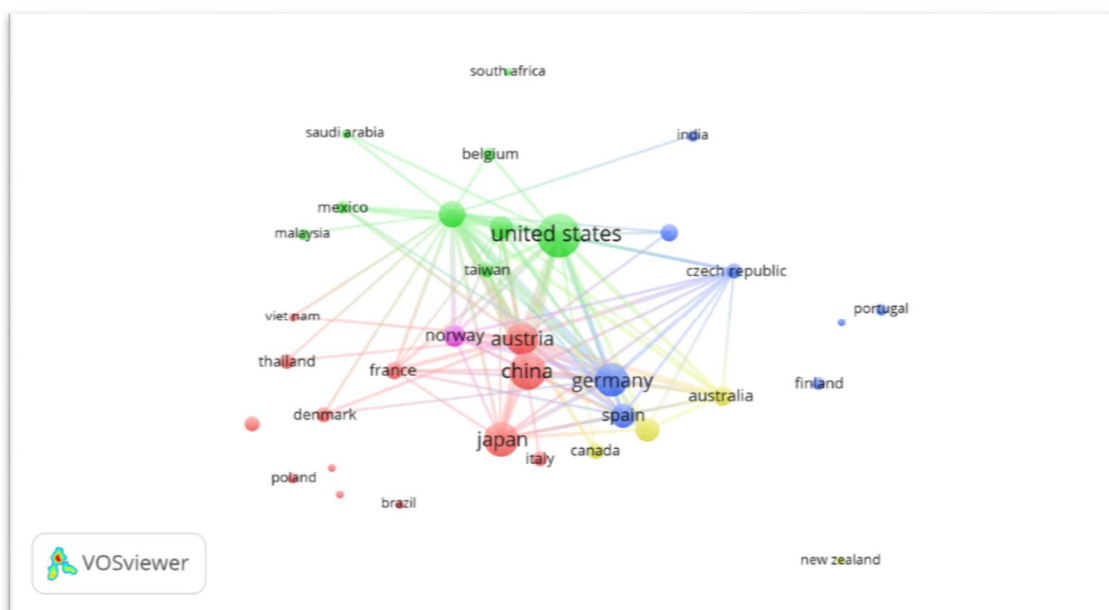 south africa
saudi arabia
india
belgium
mexico
malaysia
united states
taiwan
czech republic
portugal
viet nam
norway
austria
thailand
france
china
germany
finland
australia
denmark
spain
japan
italy
canada
poland
brazil
new zealand
VOSviewer